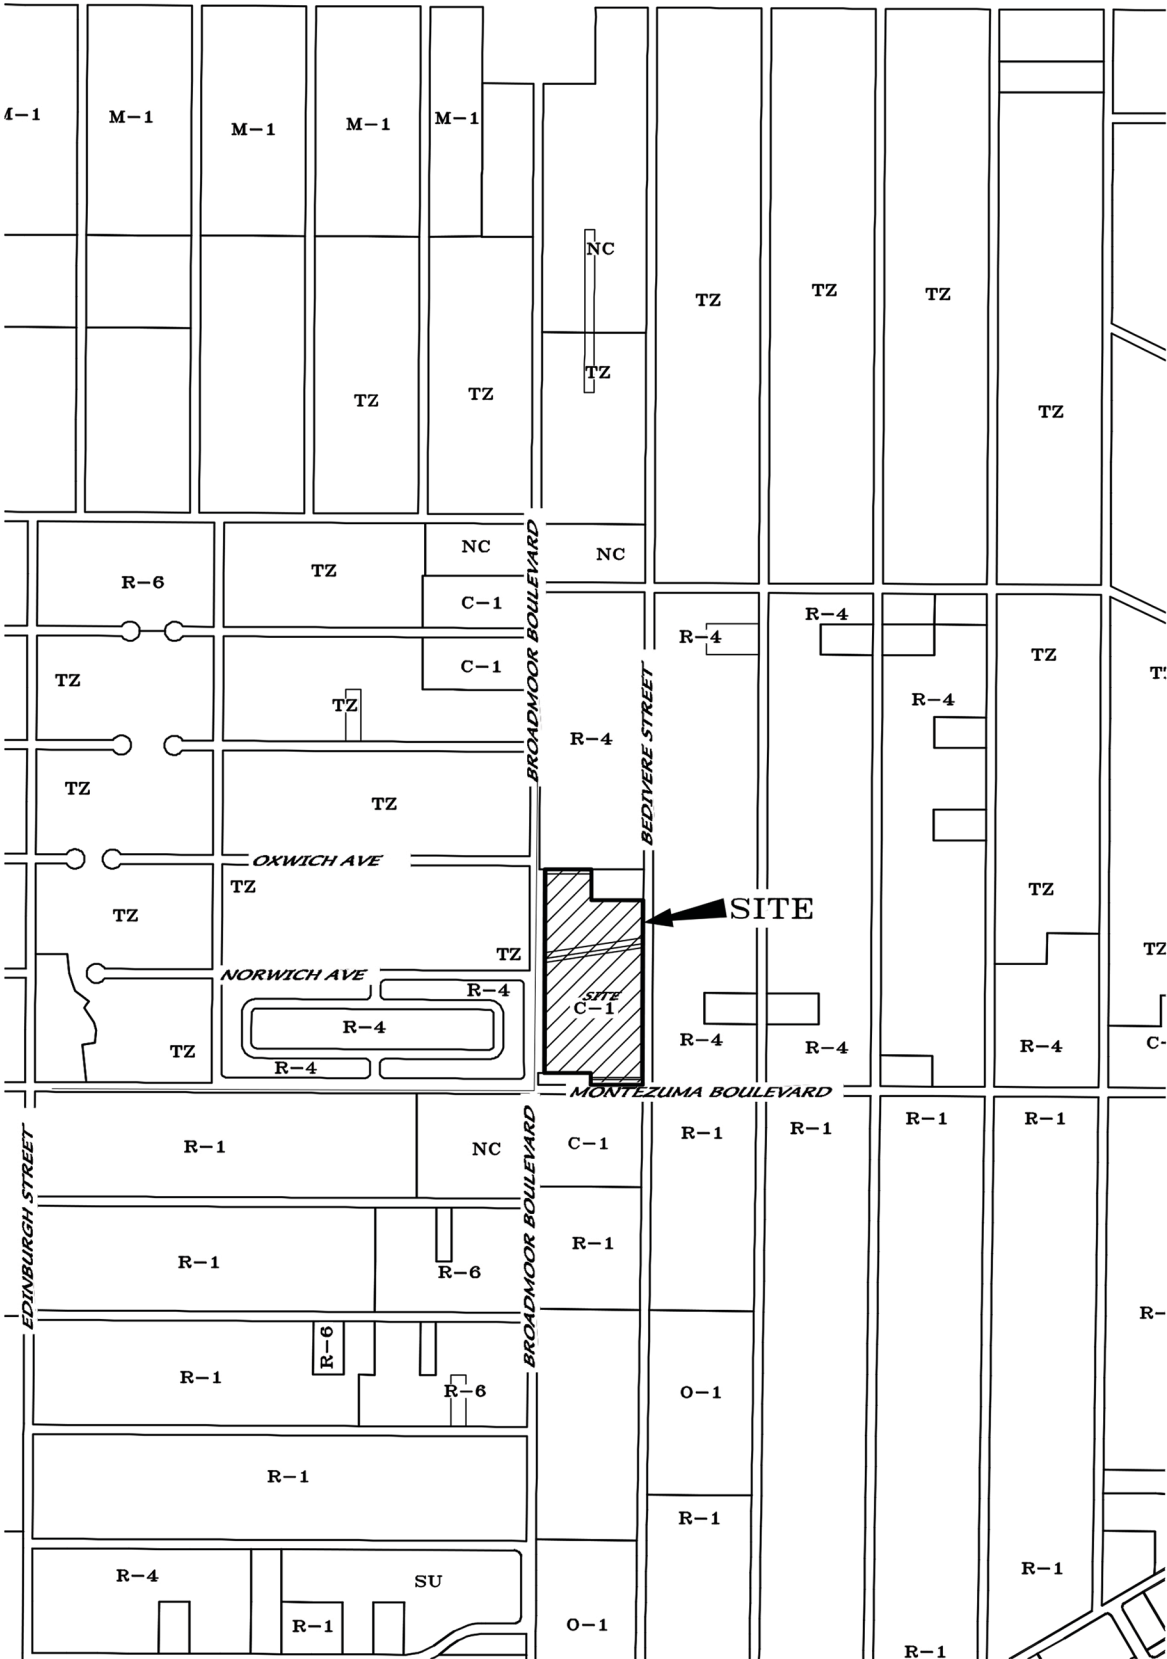 M-1
M-1
M-1
M-1
NC
TZ
TZ
TZ
TZ
TZ
TZ
TZ
TZ
NC
NC
R-6
TZ
C-1
R-4
R-4
C-1
TZ
TZ
R-4
TZ
BROADMOOR BOULEVARD
BEDIVERE STREET
R-4
TZ
TZ
OXWICH AVE
TZ
TZ
SITE
TZ
TZ
TZ
NORWICH AVE
R-4
SITE
C-1
R-4
R-4
R-4
R-4
TZ
R-4
MONTEZUMA BOULEVARD
R-1
R-1
R-1
R-1
C-1
R-1
NC
EDINBURGH STREET
BROADMOOR BOULEVARD
R-1
R-1
R-6
R-6
R-1
R-6
O-1
R-1
R-1
R-1
R-4
SU
R-1
O-1
R-1